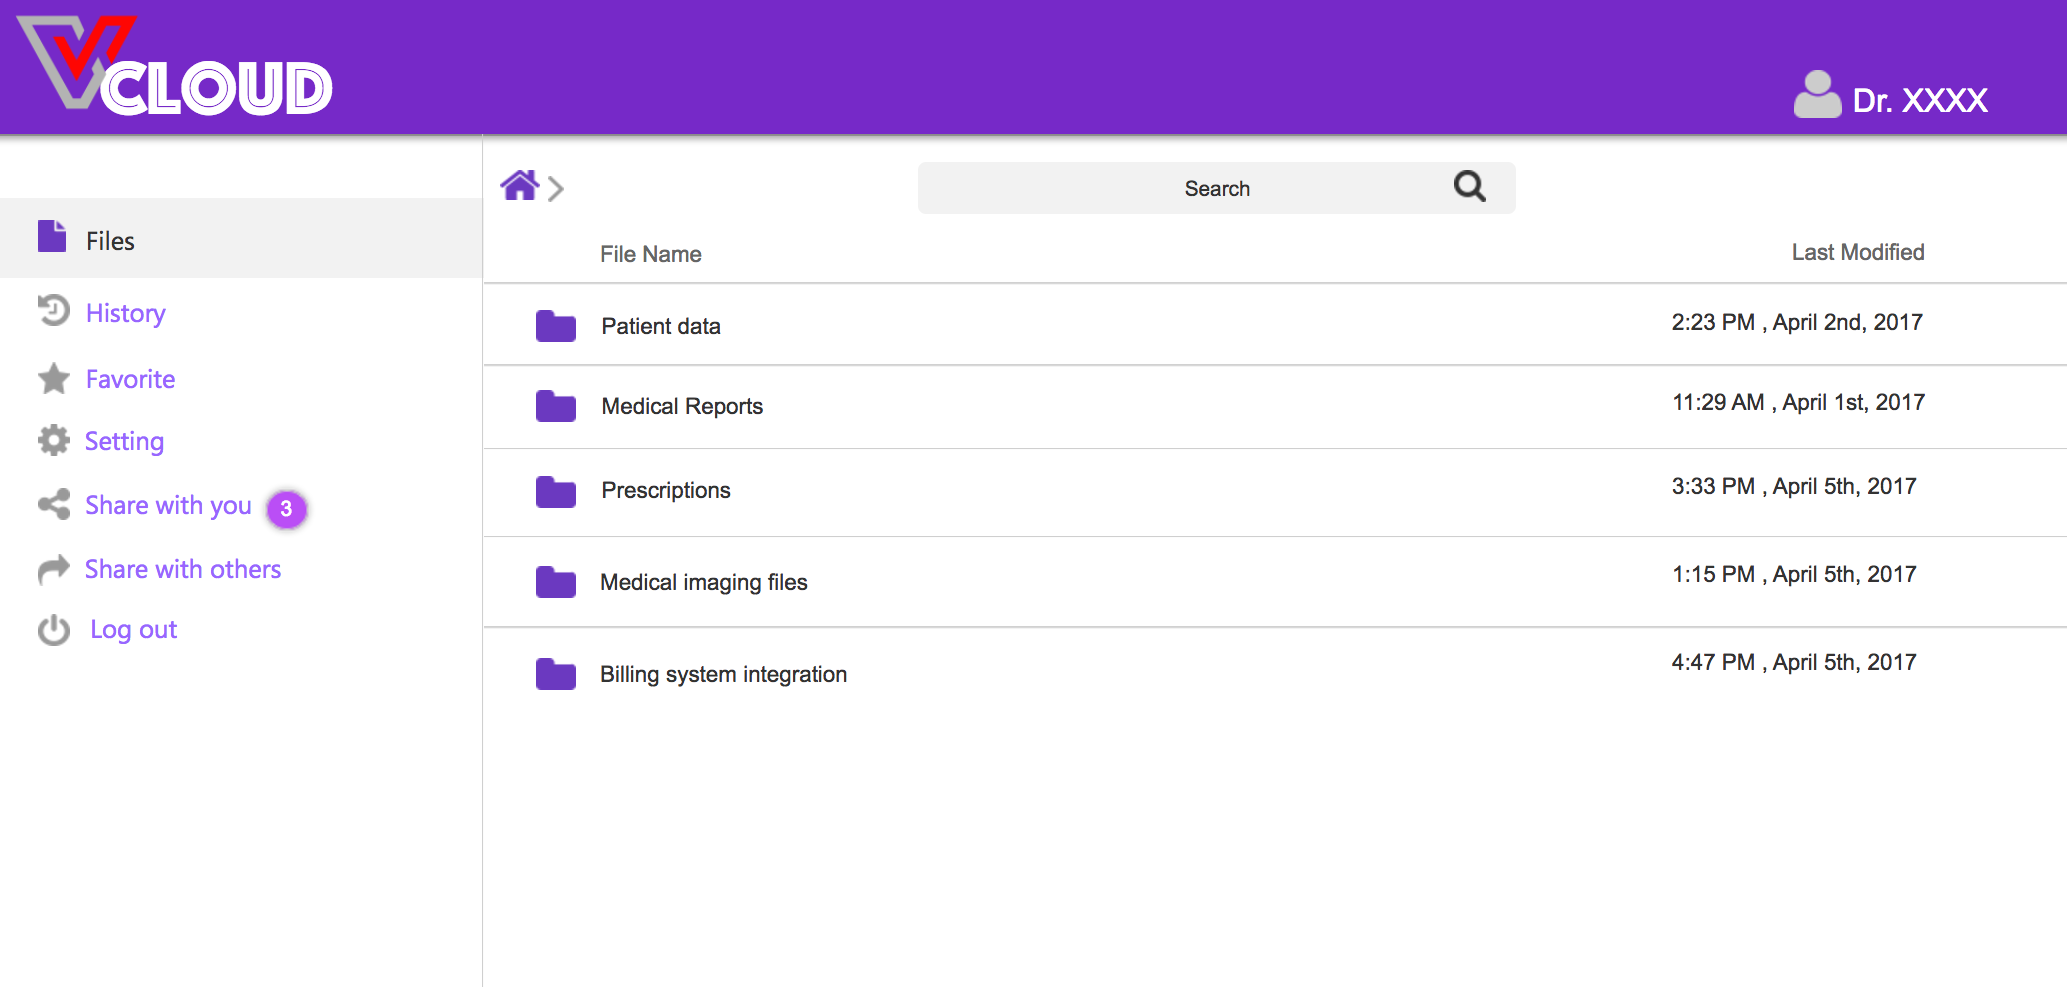 VCLOUD
Dr. XXXX
Search
Files
File Name
Last Modified
History
Patient data
2:23 PM , April 2nd, 2017
Favorite
Medical Reports
11:29 AM , April 1st, 2017
Setting
Share with you 3
Prescriptions
3:33 PM , April 5th, 2017
Share with others
Medical imaging files
1:15 PM , April 5th, 2017
Log out
Billing system integration
4:47 PM , April 5th, 2017